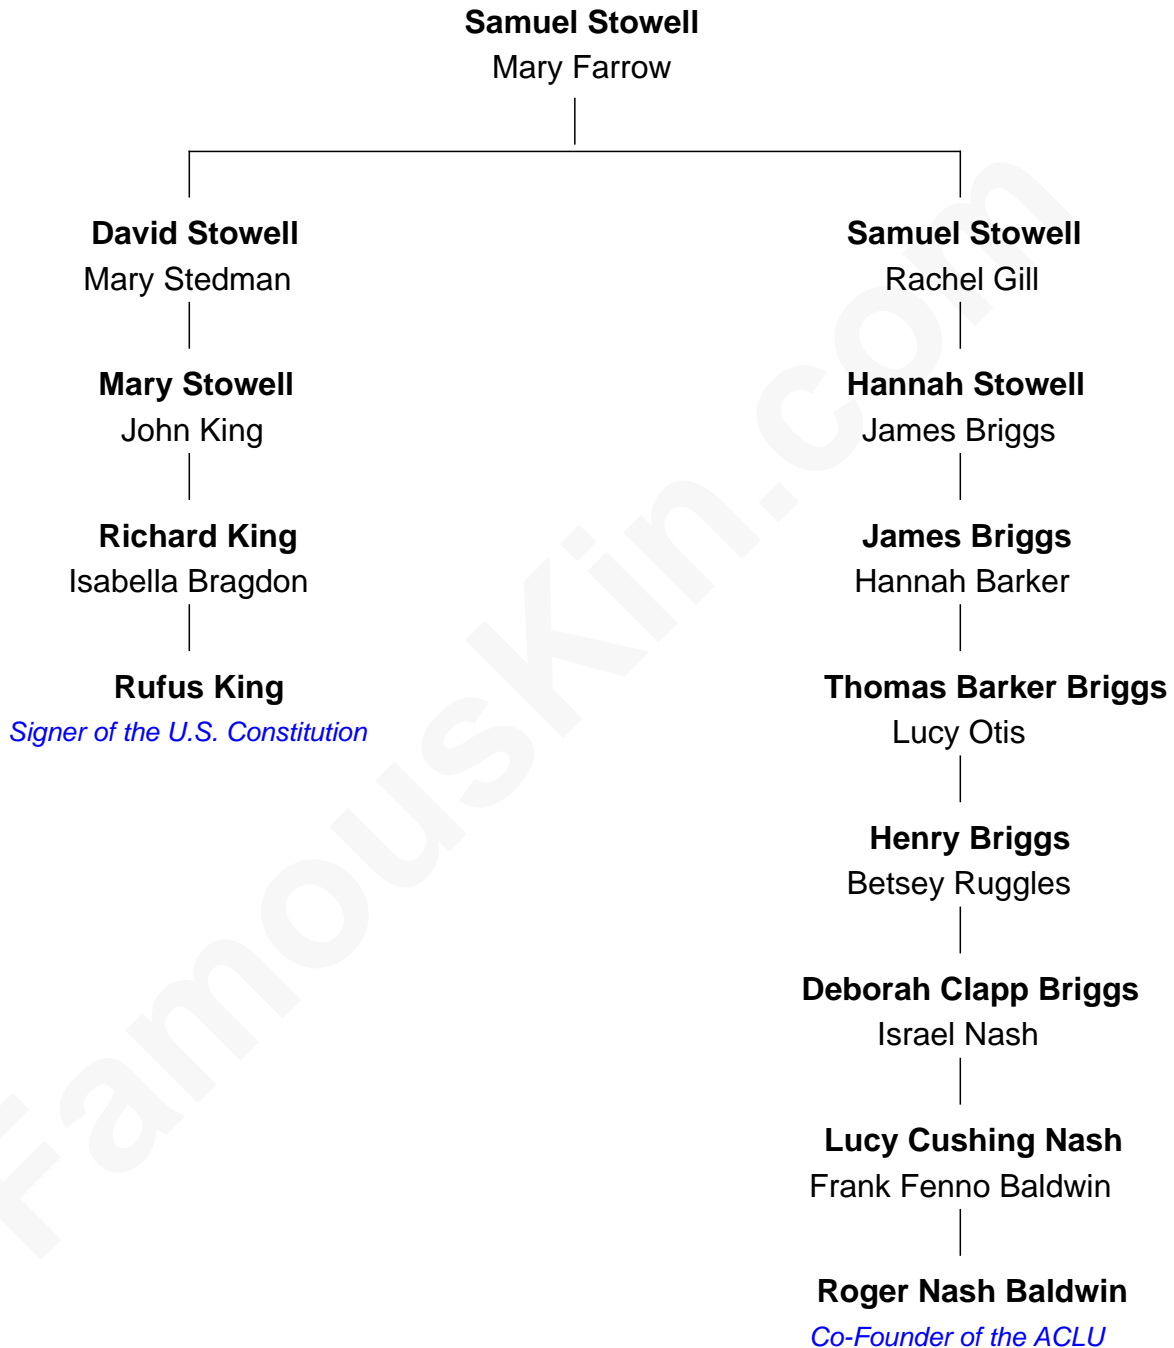 Samuel Stowell
Mary Farrow
David Stowell
Mary Stedman
Mary Stowell
John King
Richard King
Isabella Bragdon
Rufus King
Signer of the U.S. Constitution
Samuel Stowell
Rachel Gill
Hannah Stowell
James Briggs
James Briggs
Hannah Barker
Thomas Barker Briggs
Lucy Otis
Henry Briggs
Betsey Ruggles
Deborah Clapp Briggs
Israel Nash
Lucy Cushing Nash
Frank Fenno Baldwin
Roger Nash Baldwin
Co-Founder of the ACLU
FamousKin.com